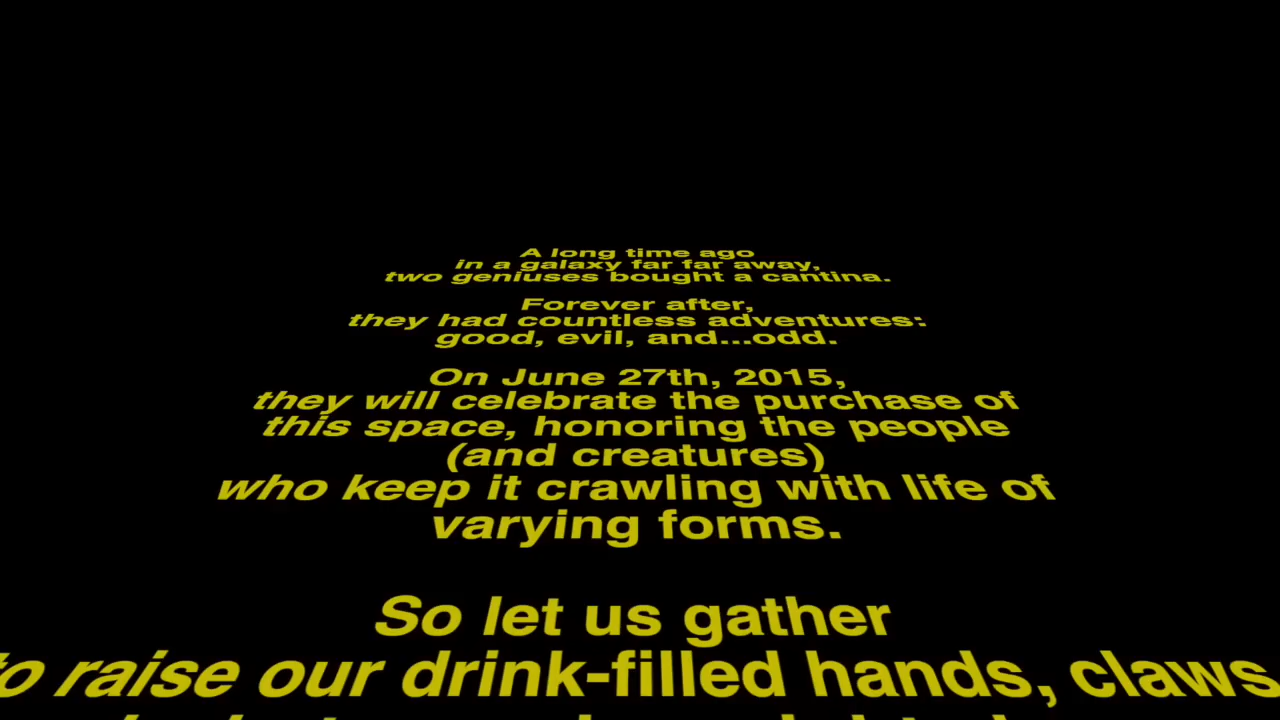 A long time ago
in a galaxy far far away,
two geniuses bought a cantina.
Forever after,
they had countless adventures:
good, evil, and...odd.
On June 27th, 2015,
they will celebrate the purchase of
this space, honoring the people
(and creatures)
who keep it crawling with life of
varying forms.
So let us gather
to raise our drink-filled hands, claws